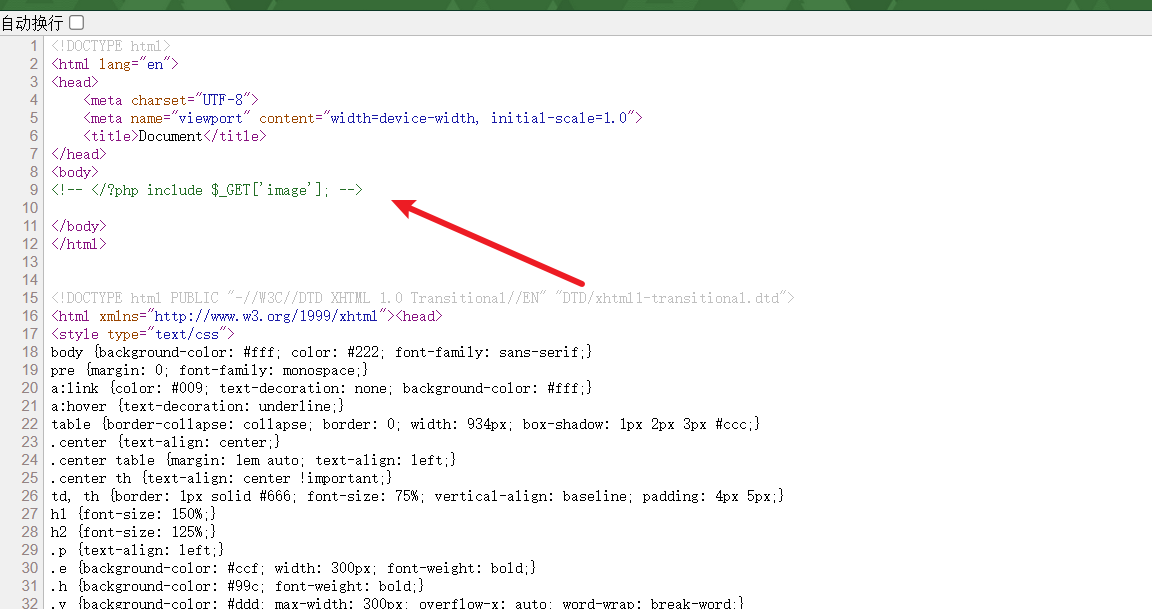 自动换行
1 <!DOCTYPE html>
2 <html lang="en">
3 <head>
4     <meta charset="UTF-8">
5     <meta name="viewport" content="width=device-width, initial-scale=1.0">
6     <title>Document</title>
7 </head>
8 <body>
9 <!-- </?php include $_GET['image']; -->
10
11 </body>
12 </html>
13
14
15 <!DOCTYPE html PUBLIC "-//W3C//DTD XHTML 1.0 Transitional//EN" "DTD/xhtml1-transitional.dtd">
16 <html xmlns="http://www.w3.org/1999/xhtml"><head>
17 <style type="text/css">
18 body {background-color: #fff; color: #222; font-family: sans-serif;}
19 pre {margin: 0; font-family: monospace;}
20 a:link {color: #009; text-decoration: none; background-color: #fff;}
21 a:hover {text-decoration: underline;}
22 table {border-collapse: collapse; border: 0; width: 934px; box-shadow: 1px 2px 3px #ccc;}
23 .center {text-align: center;}
24 .center table {margin: 1em auto; text-align: left;}
25 .center th {text-align: center !important;}
26 td, th {border: 1px solid #666; font-size: 75%; vertical-align: baseline; padding: 4px 5px;}
27 h1 {font-size: 150%;}
28 h2 {font-size: 125%;}
29 .p {text-align: left;}
30 .e {background-color: #ccf; width: 300px; font-weight: bold;}
31 .h {background-color: #99c; font-weight: bold;}
32 .v {background-color: #ddd; max-width: 300px; overflow-x: auto; word-wrap: break-word;}